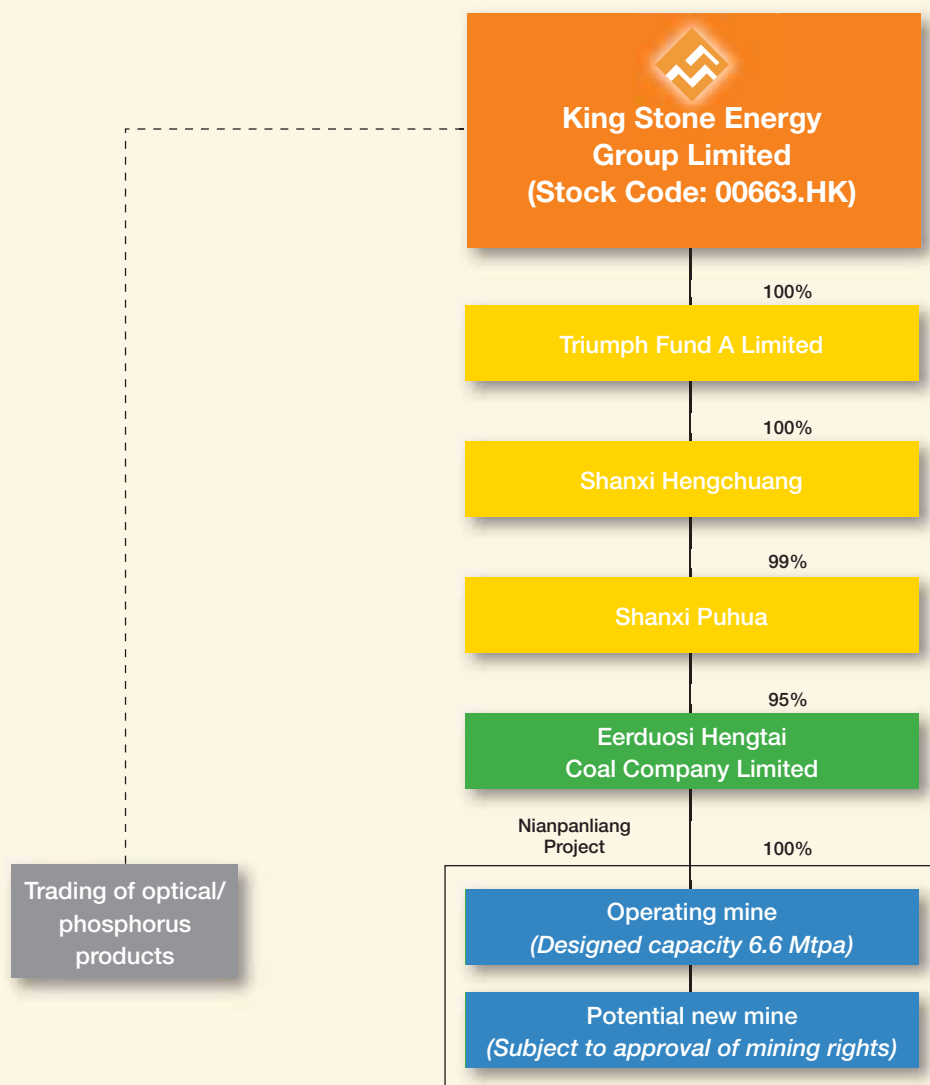 King Stone Energy
Group Limited
(Stock Code: 00663.HK)
100%
Triumph Fund A Limited
100%
Shanxi Hengchuang
99%
Shanxi Puhua
95%
Eerduosi Hengtai
Coal Company Limited
Nianpanliang
Project
100%
Trading of optical/
phosphorus
products
Operating mine
(Designed capacity 6.6 Mtpa)
Potential new mine
(Subject to approval of mining rights)